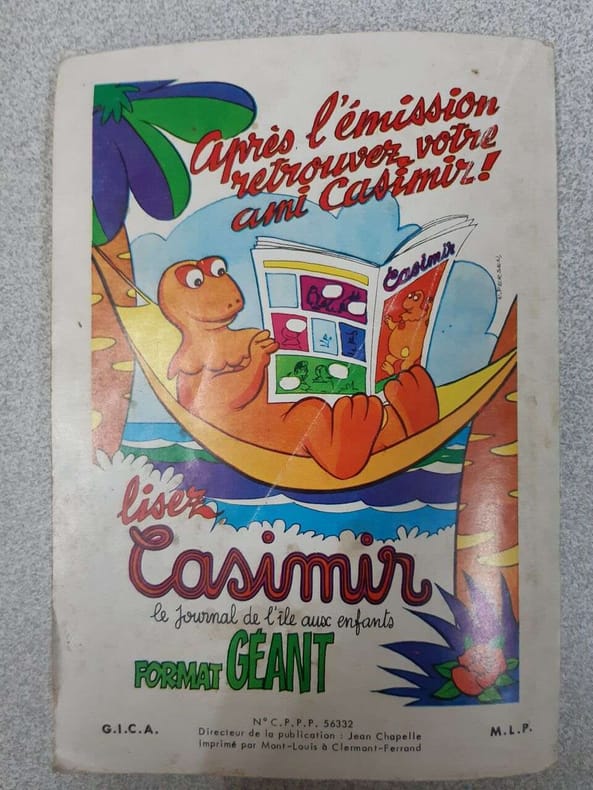 Après l'émission
retrouvez votre
ami Casimir!
Casimir
lisez
Casimir
le Journal de l'île aux enfants
FORMAT GÉANT
G.I.C.A.
N° C.P.P.P. 56332
Directeur de la publication : Jean Chapelle
imprimé par Mont-Louis à Clermont-Ferrand
M.L.P.